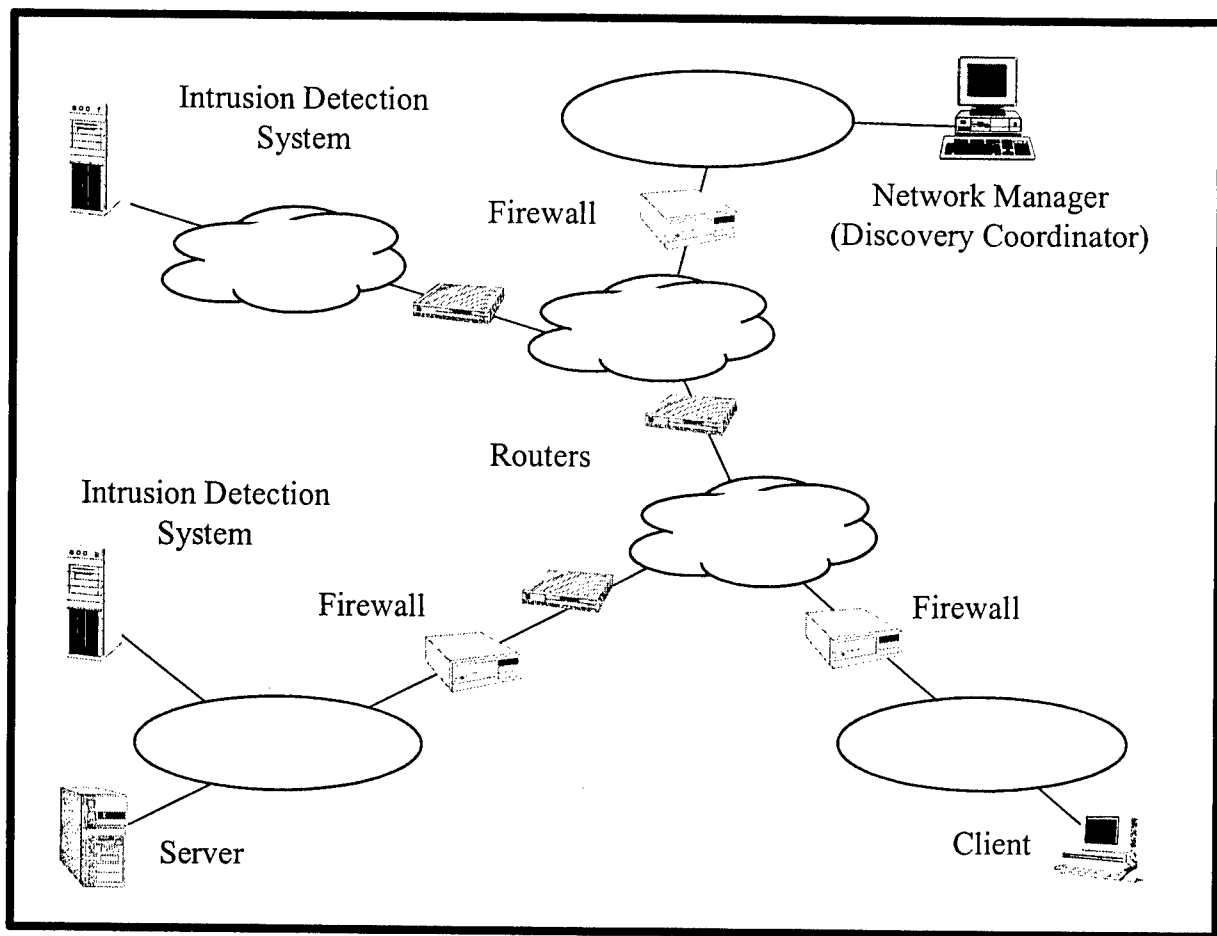 Intrusion Detection
System
Firewall
Network Manager
(Discovery Coordinator)
Routers
Intrusion Detection
System
Firewall
Firewall
Server
Client